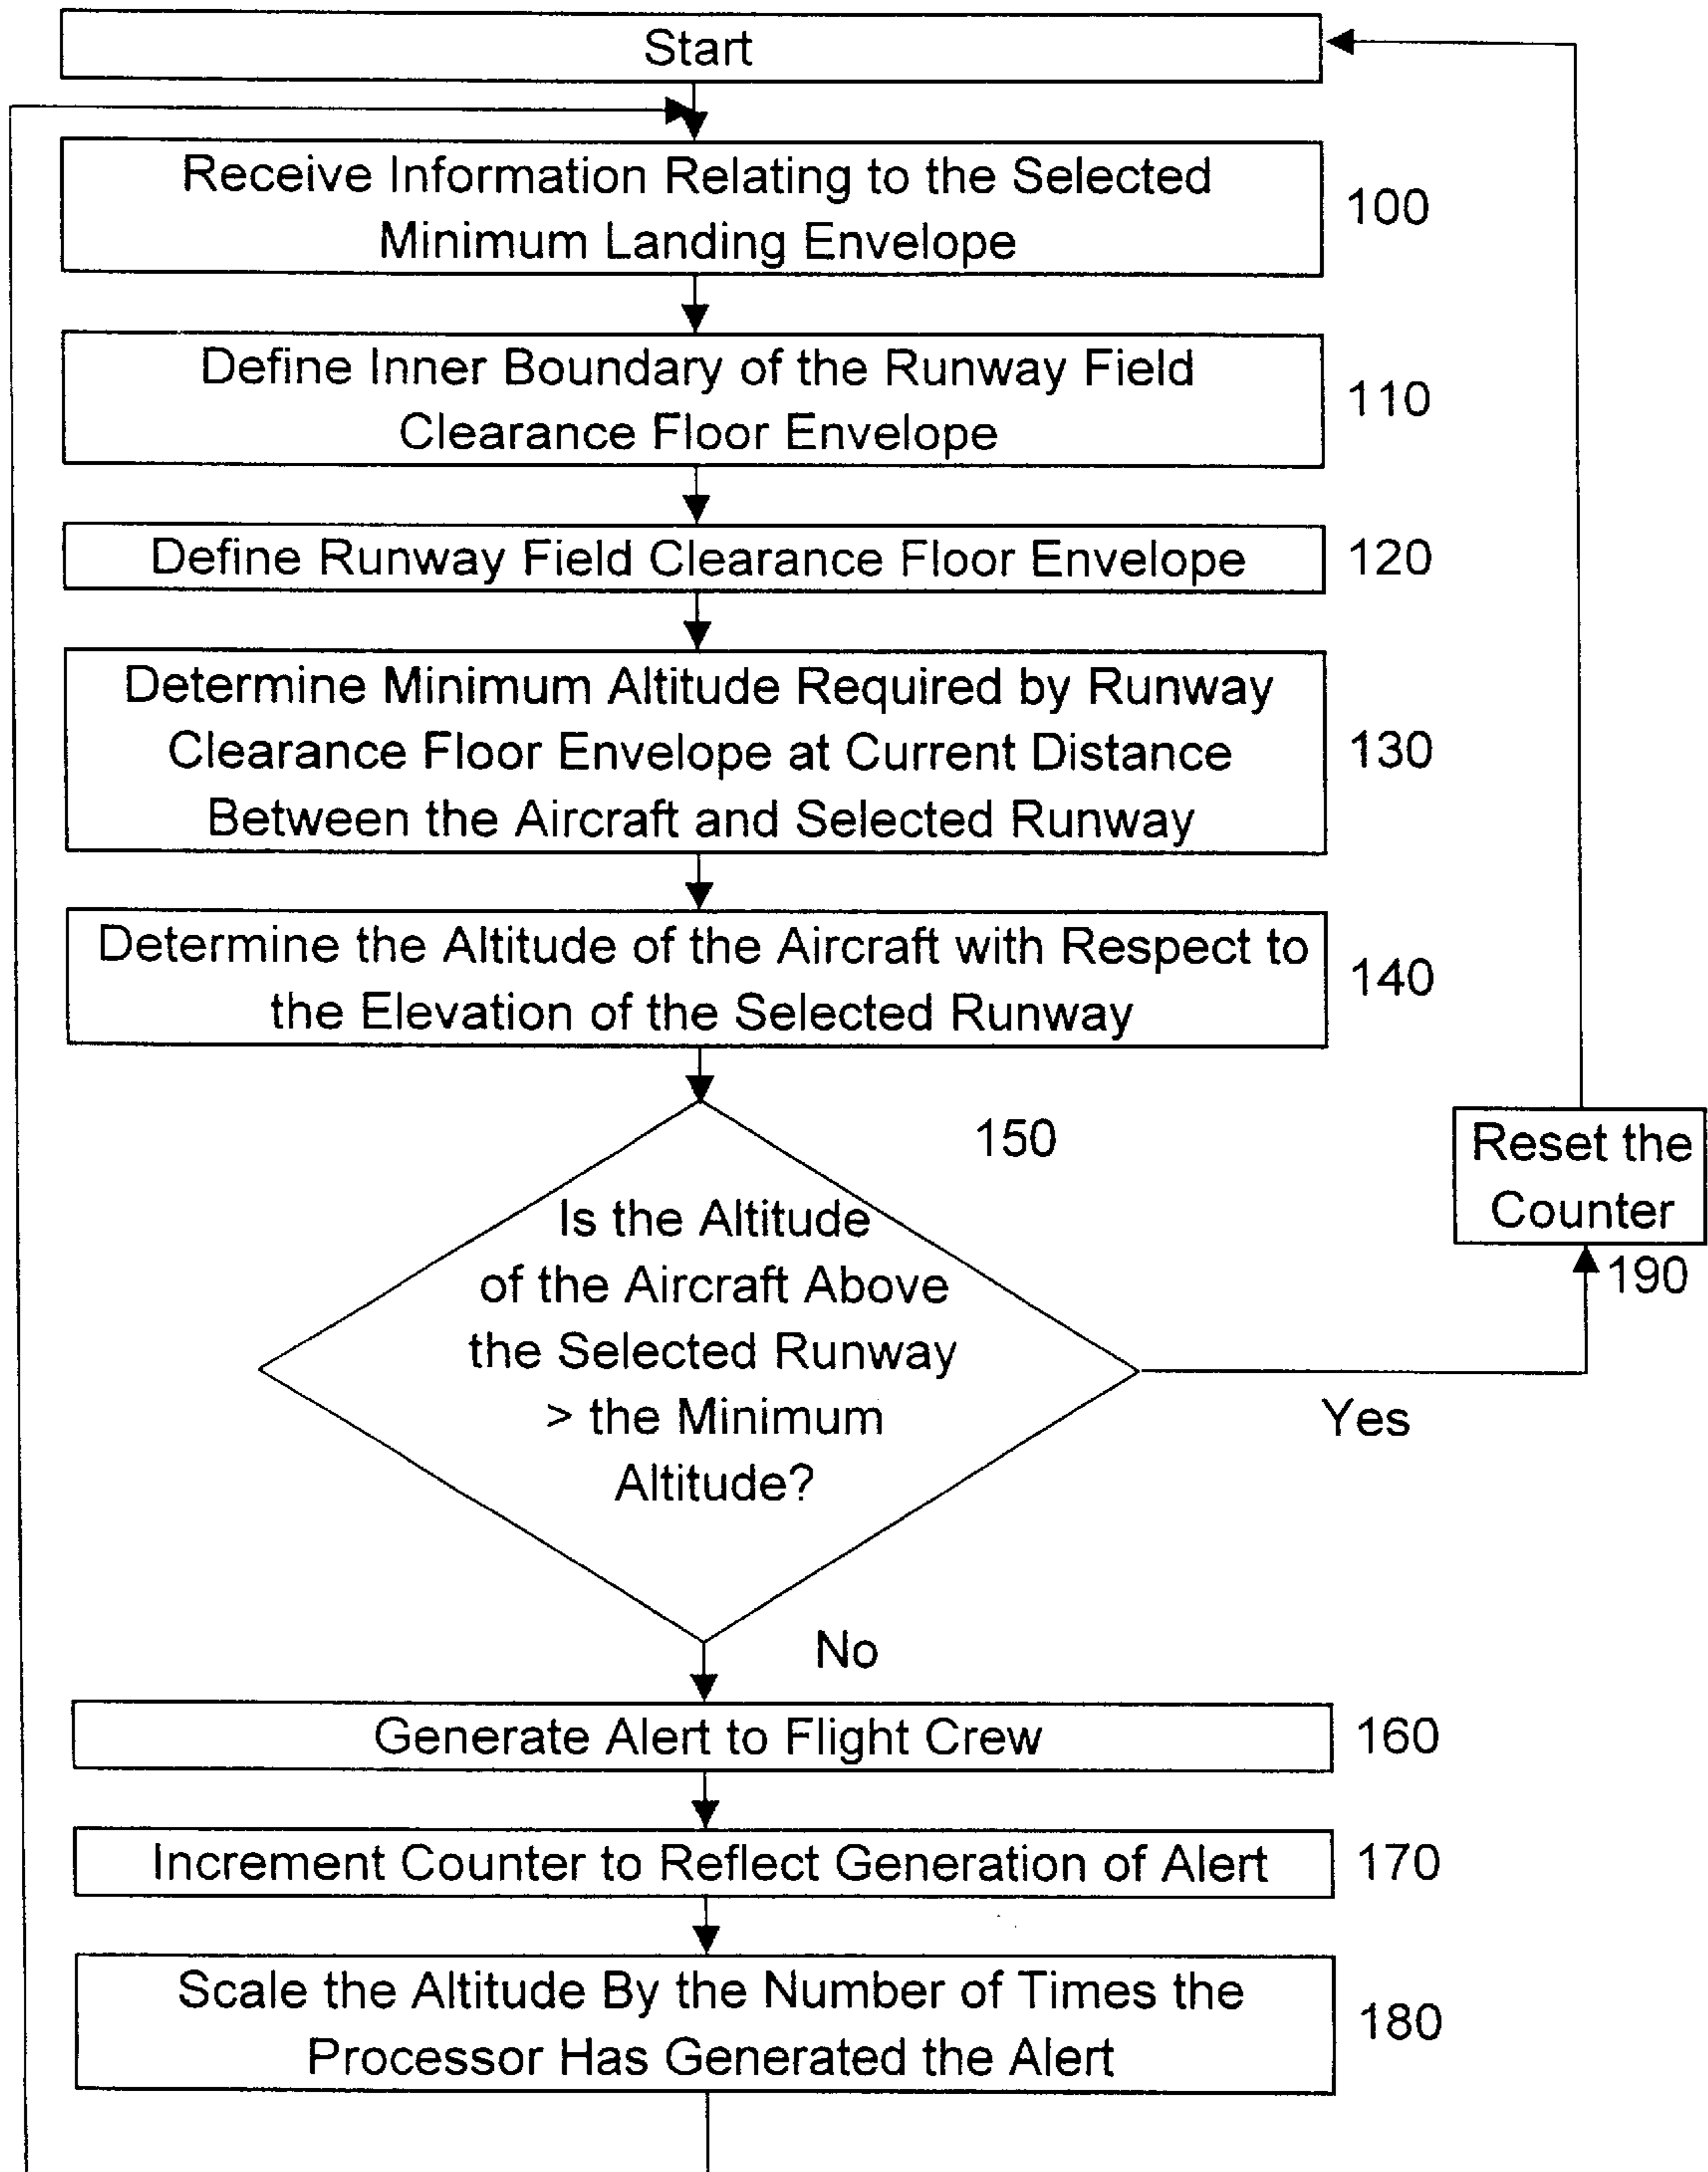 Start
Receive Information Relating to the Selected
Minimum Landing Envelope
100
Define Inner Boundary of the Runway Field
Clearance Floor Envelope
110
Define Runway Field Clearance Floor Envelope
120
Determine Minimum Altitude Required by Runway
Clearance Floor Envelope at Current Distance
Between the Aircraft and Selected Runway
130
Determine the Altitude of the Aircraft with Respect to
the Elevation of the Selected Runway
140
150
Is the Altitude
of the Aircraft Above
the Selected Runway
> the Minimum
Altitude?
Yes
Reset the
Counter
190
No
Generate Alert to Flight Crew
160
Increment Counter to Reflect Generation of Alert
170
Scale the Altitude By the Number of Times the
Processor Has Generated the Alert
180